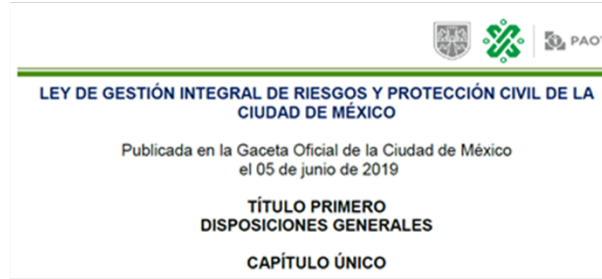 PAOT
LEY DE GESTIÓN INTEGRAL DE RIESGOS Y PROTECCIÓN CIVIL DE LA
CIUDAD DE MÉXICO
Publicada en la Gaceta Oficial de la Ciudad de México
el 05 de junio de 2019
TÍTULO PRIMERO
DISPOSICIONES GENERALES
CAPÍTULO ÚNICO